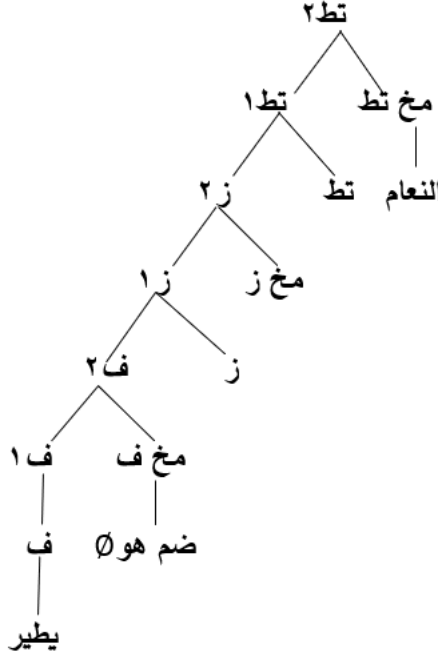 تط٢
مخ تط تط١
النعام تط ز٢
مخ ز ز١
ز ف٢
مخ ف ف١
ضم هو Ø ف
يطير